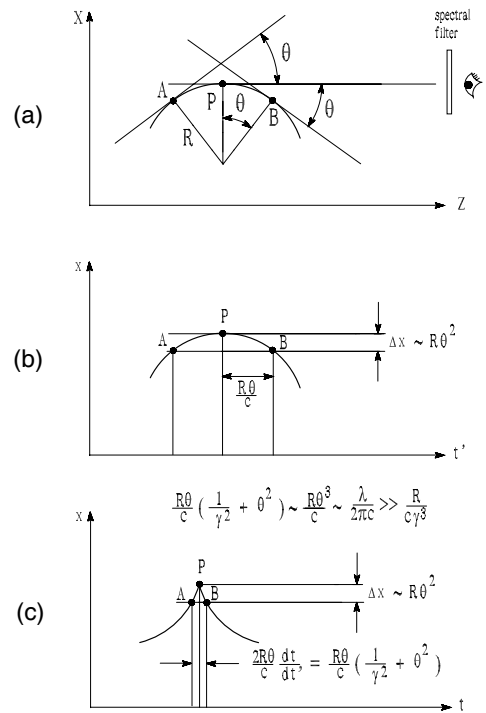 X
spectral
filter
θ
A
P
θ
B
θ
R
(a)
Z
x
P
A
B
Δx ~ Rθ²
(b)
Rθ/c
t'
Rθ/c ( 1/γ² + θ² ) ~ Rθ³/c ~ λ/2πc >> R/cγ³
x
P
A B
Δx ~ Rθ²
(c)
2Rθ/c dt/dt' = Rθ/c ( 1/γ² + θ² )
t